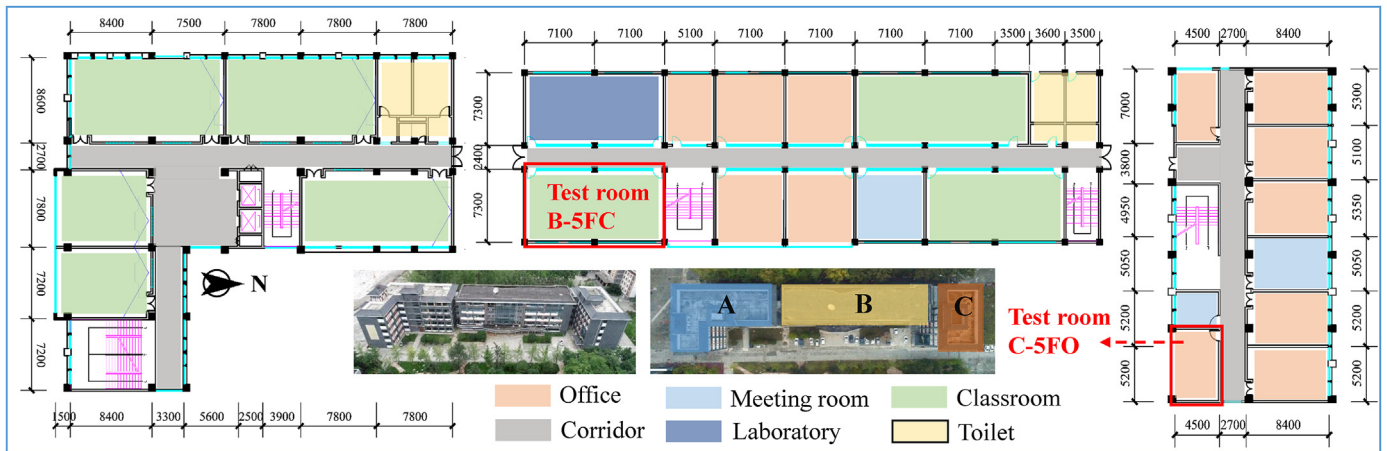 8400 7500 7800 7800 7800
8600
2700
7800
7200
7200
1500 8400 3300 5600 2500 3900 7800 7800
N
7100 7100 5100 7100 7100 7100 7100 3500 3600 3500
7300
2400
7300
Test room
B-5FC
A B C
4500 2700 8400
7000
3800
4950
5050
5200
5200
5300
5100
5350
5050
5200
5200
4500 2700 8400
Test room
C-5FO
Office Meeting room Classroom
Corridor Laboratory Toilet